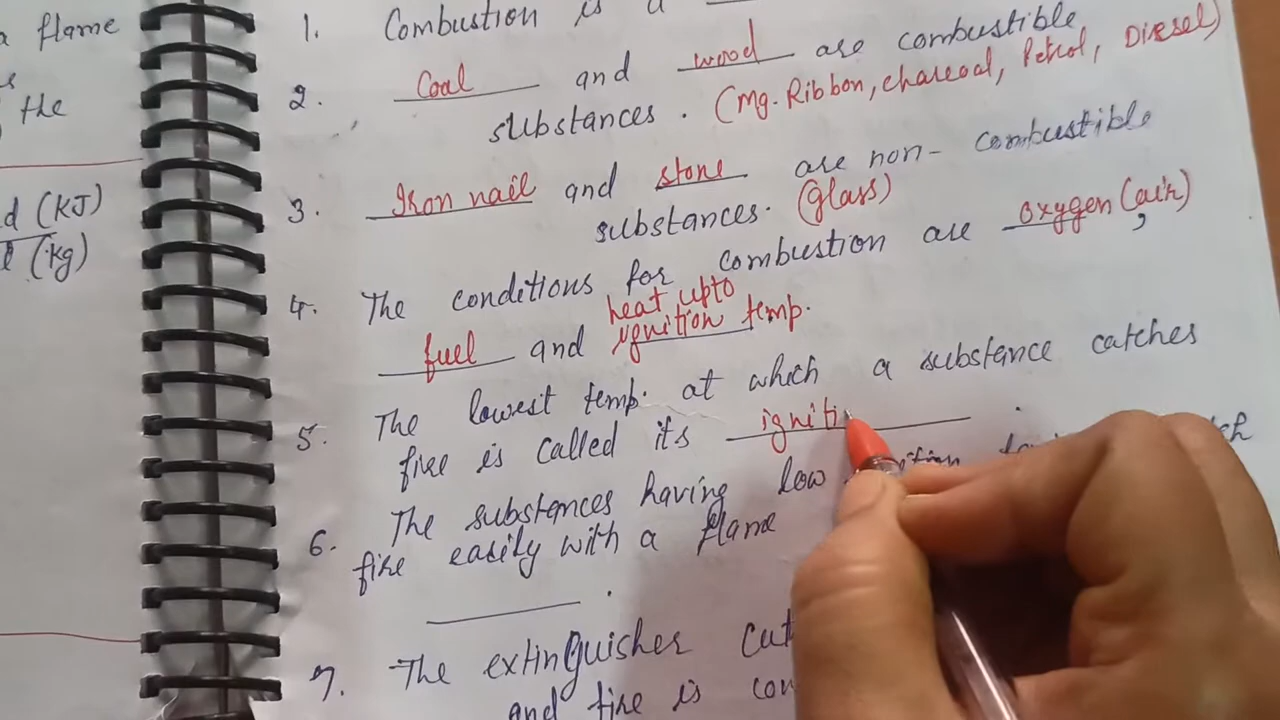 a flame
the
d (KJ)
l (kg)
1. Combustion is a
2. Coal and wood are combustible
substances. (Mg. Ribbon, charcoal, Petrol, Diesel)
3. Iron nail and stone are non- combustible
substances. (glass)
4. The conditions for combustion are oxygen (air),
fuel and heat upto ignition temp.
5. The lowest temp. at which a substance catches
fire is called its igniti .
6. The substances having low
fire easily with a flame
.
7. The extinguisher cut
and fire is con